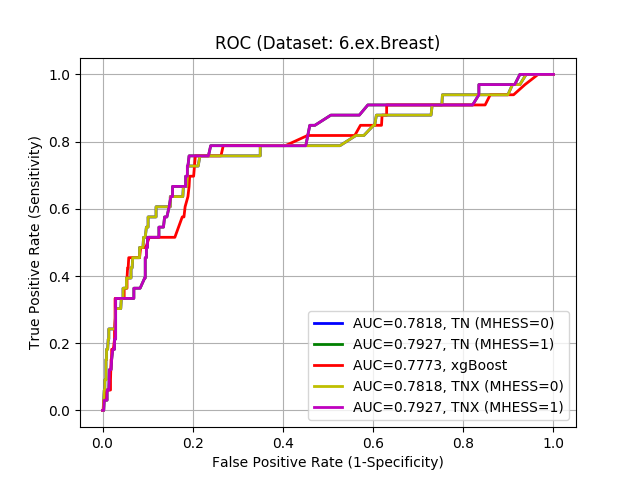 ROC (Dataset: 6.ex.Breast)
True Positive Rate (Sensitivity)
1.0
0.8
0.6
0.4
0.2
0.0
AUC=0.7818, TN (MHESS=0)
AUC=0.7927, TN (MHESS=1)
AUC=0.7773, xgBoost
AUC=0.7818, TNX (MHESS=0)
AUC=0.7927, TNX (MHESS=1)
0.0 0.2 0.4 0.6 0.8 1.0
False Positive Rate (1-Specificity)